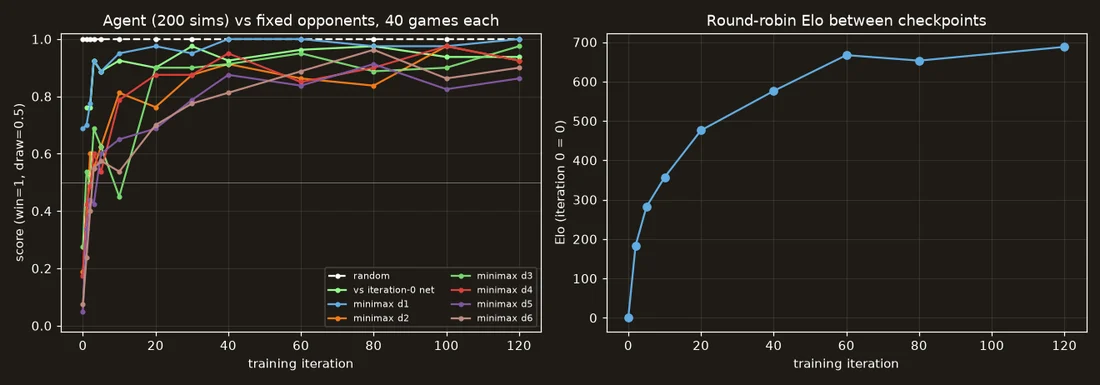 Agent (200 sims) vs fixed opponents, 40 games each
score (win=1, draw=0.5)
1.0
0.8
0.6
0.4
0.2
0.0
random
vs iteration-0 net
minimax d1
minimax d2
minimax d3
minimax d4
minimax d5
minimax d6
0 20 40 60 80 100 120
training iteration
Round-robin Elo between checkpoints
Elo (iteration 0 = 0)
700
600
500
400
300
200
100
0
0 20 40 60 80 100 120
training iteration